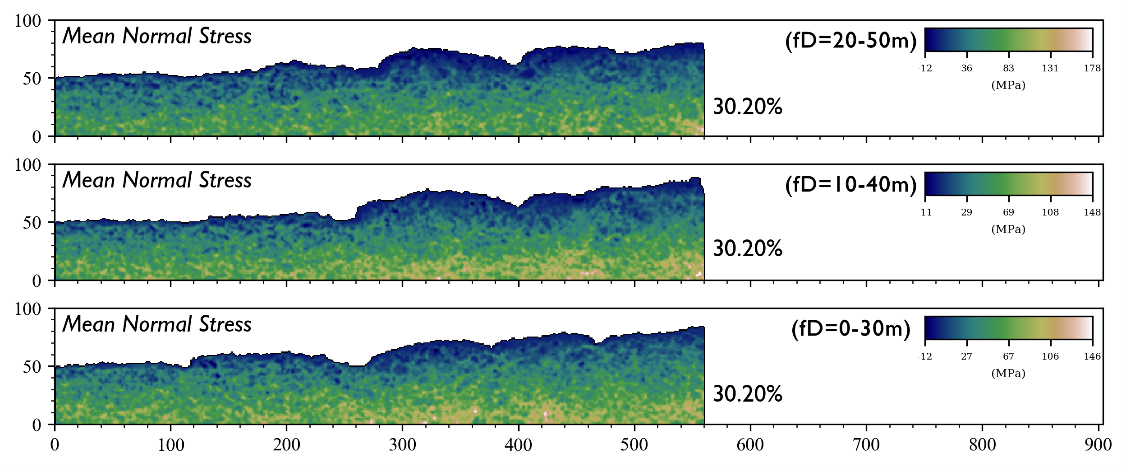 100
Mean Normal Stress
(fD=20-50m)
-12 36 83 131 178
(MPa)
50
30.20%
0
100
Mean Normal Stress
(fD=10-40m)
11 29 69 108 148
(MPa)
50
30.20%
0
100
Mean Normal Stress
(fD=0-30m)
-12 27 67 106 146
(MPa)
50
30.20%
0
0 100 200 300 400 500 600 700 800 900